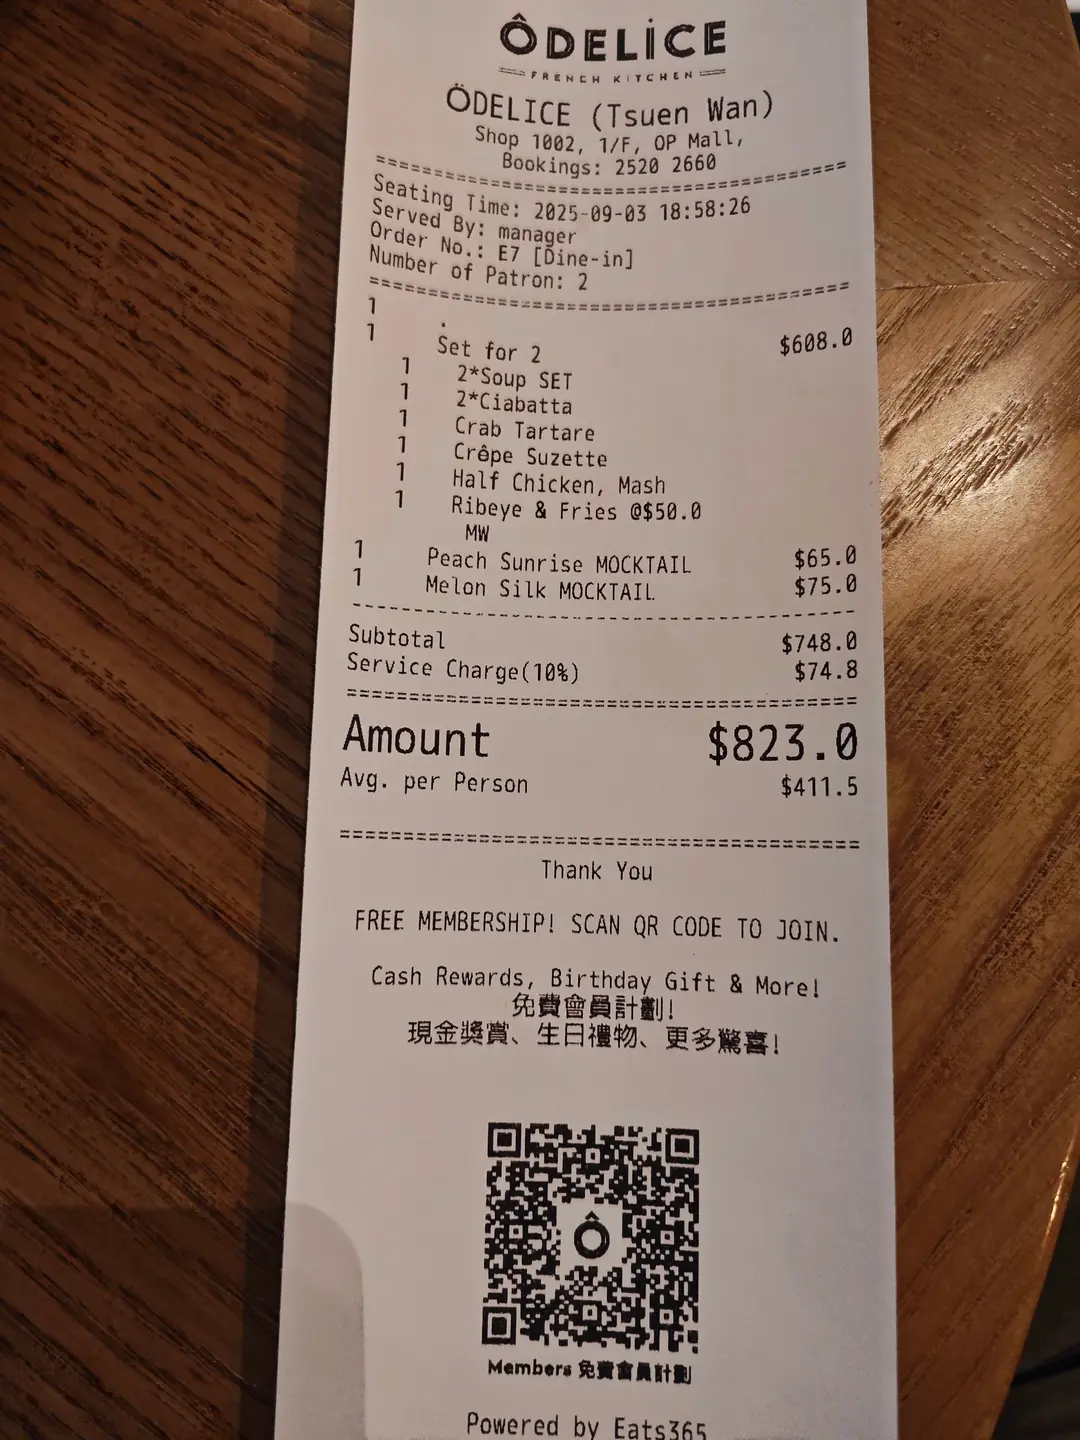 ÔDELİCE
FRENCH KITCHEN
ÖDELICE (Tsuen Wan)
Shop 1002, 1/F, OP Mall,
Bookings: 2520 2660
======================================
Seating Time: 2025-09-03 18:58:26
Served By: manager
Order No.: E7 [Dine-in]
Number of Patron: 2
======================================
1 .
1 Set for 2 $608.0
1 2*Soup SET
1 2*Ciabatta
1 Crab Tartare
1 Crêpe Suzette
1 Half Chicken, Mash
1 Ribeye & Fries @$50.0
MW
1 Peach Sunrise MOCKTAIL $65.0
1 Melon Silk MOCKTAIL $75.0
--------------------------------------
Subtotal $748.0
Service Charge(10%) $74.8
======================================
Amount $823.0
Avg. per Person $411.5
======================================
Thank You
FREE MEMBERSHIP! SCAN QR CODE TO JOIN.
Cash Rewards, Birthday Gift & More!
免費會員計劃!
現金獎賞、生日禮物、更多驚喜!
Ô
Members 免費會員計劃
Powered by Eats365